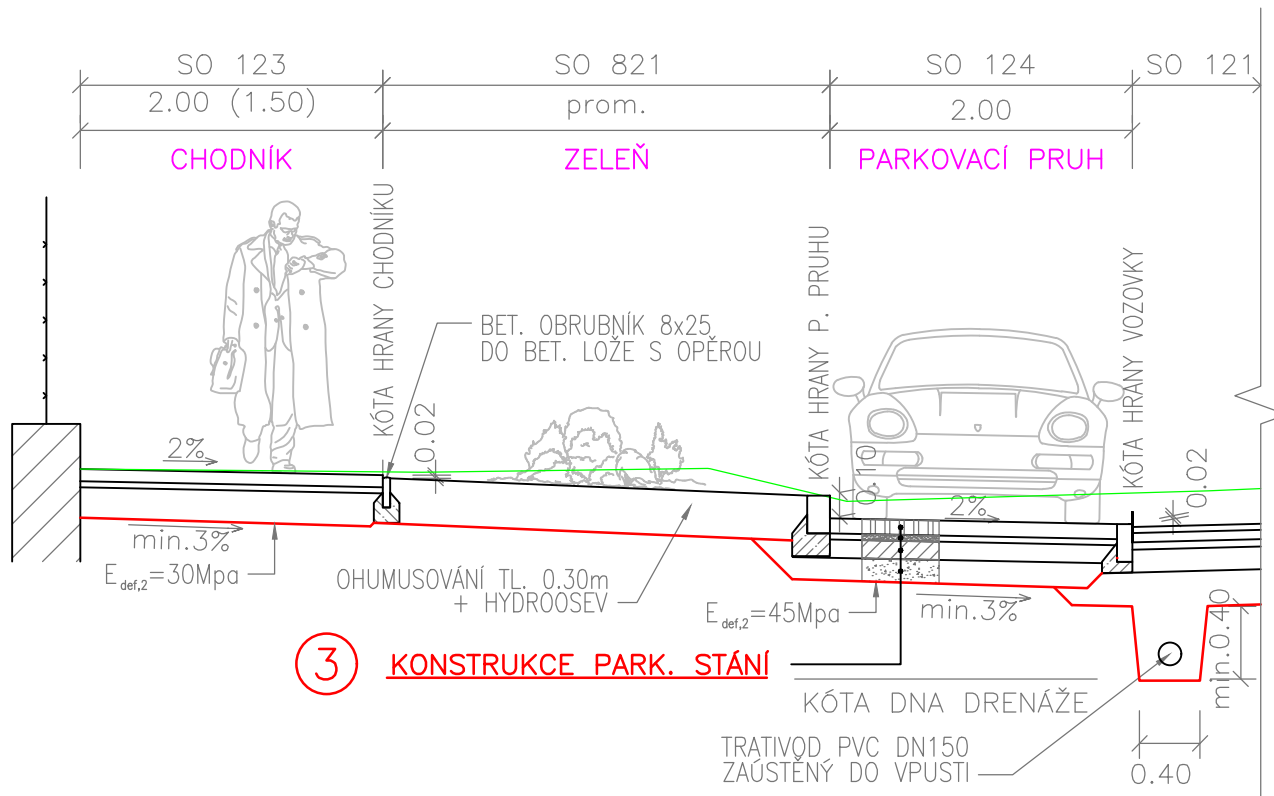 SO 123
SO 821
SO 124
SO 121
2.00 (1.50)
prom.
2.00
CHODNÍK
ZELEŇ
PARKOVACÍ PRUH
KÓTA HRANY CHODNÍKU
KÓTA HRANY P. PRUHU
KÓTA HRANY VOZOVKY
BET. OBRUBNÍK 8x25
DO BET. LOŽE S OPĚROU
0.02
2%
0.10
2%
0.02
min.3%
Edef,2=30Mpa
OHUMUSOVÁNÍ TL. 0.30m
+ HYDROOSEV
Edef,2=45Mpa
min.3%
min.0.40
3
KONSTRUKCE PARK. STÁNÍ
KÓTA DNA DRENÁŽE
TRATIVOD PVC DN150
ZAÚSTĚNÝ DO VPUSTI
0.40